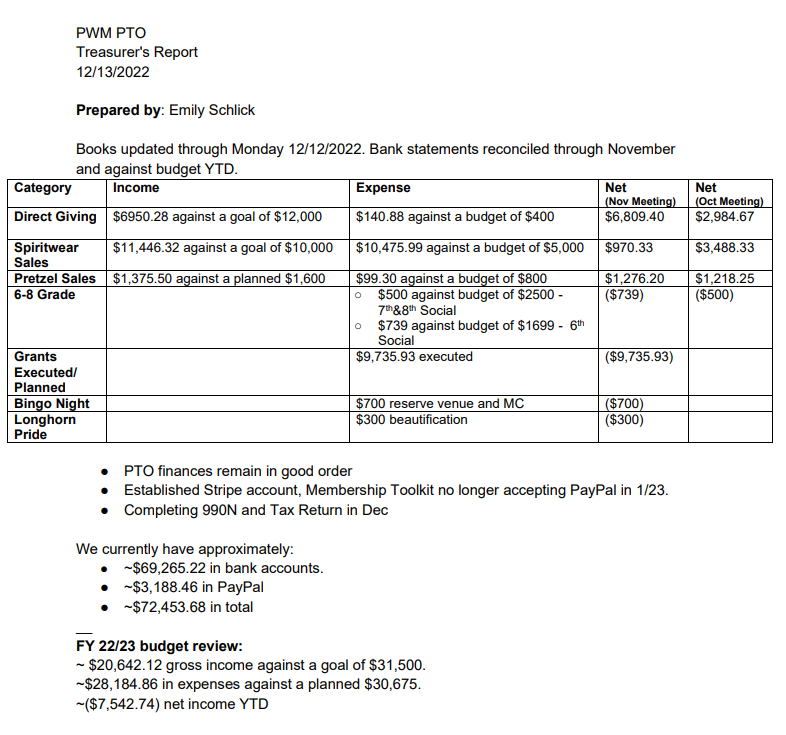 PWM PTO
Treasurer's Report
12/13/2022
Prepared by: Emily Schlick
Books updated through Monday 12/12/2022. Bank statements reconciled through November
and against budget YTD.
Category Income Expense Net (Nov Meeting) Net (Oct Meeting)
Direct Giving $6950.28 against a goal of $12,000 $140.88 against a budget of $400 $6,809.40 $2,984.67
Spiritwear Sales $11,446.32 against a goal of $10,000 $10,475.99 against a budget of $5,000 $970.33 $3,488.33
Pretzel Sales $1,375.50 against a planned $1,600 $99.30 against a budget of $800 $1,276.20 $1,218.25
6-8 Grade ○ $500 against budget of $2500 - 7th&8th Social ($739) ($500)
○ $739 against budget of $1699 - 6th Social
Grants Executed/ Planned $9,735.93 executed ($9,735.93)
Bingo Night $700 reserve venue and MC ($700)
Longhorn Pride $300 beautification ($300)
● PTO finances remain in good order
● Established Stripe account, Membership Toolkit no longer accepting PayPal in 1/23.
● Completing 990N and Tax Return in Dec
We currently have approximately:
● ~$69,265.22 in bank accounts.
● ~$3,188.46 in PayPal
● ~$72,453.68 in total
FY 22/23 budget review:
~ $20,642.12 gross income against a goal of $31,500.
~$28,184.86 in expenses against a planned $30,675.
~($7,542.74) net income YTD